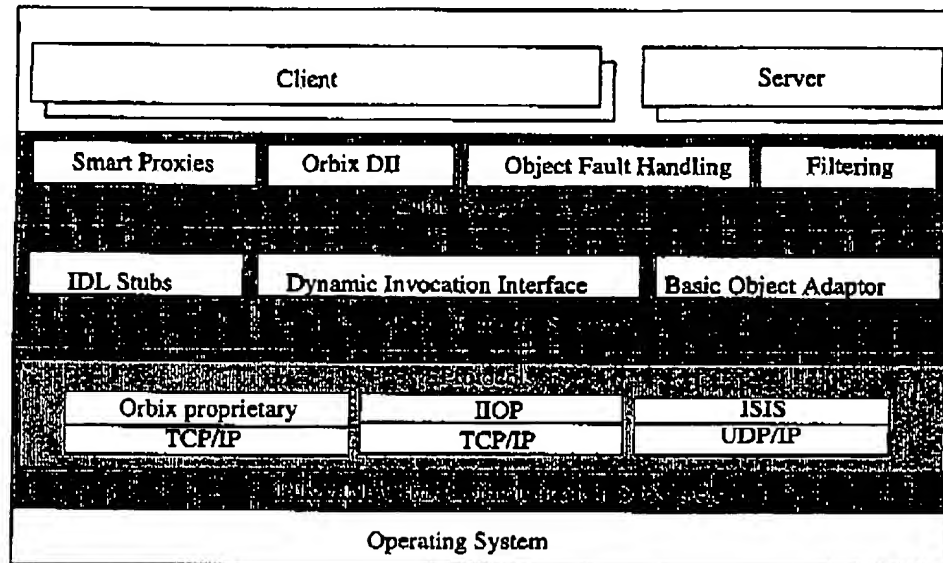 Client
Server
Smart Proxies
Orbix DII
Object Fault Handling
Filtering
IDL Stubs
Dynamic Invocation Interface
Basic Object Adaptor
Orbix proprietary
IIOP
ISIS
TCP/IP
TCP/IP
UDP/IP
Operating System